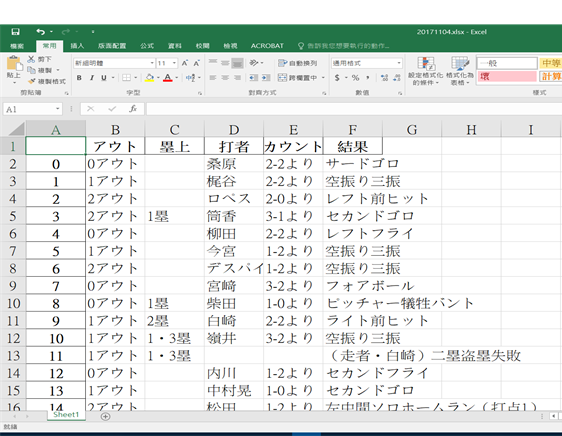 20171104.xlsx - Excel
檔案 常用 插入 版面配置 公式 資料 校閱 檢視 ACROBAT 告訴我您想要執行的動作...
剪下 新細明體 11 自動換列 通用格式 一般 中等
複製
貼上 複製格式 跨欄置中 設定格式化的條件 格式化為表格 壞 計算
剪貼簿 字型 對齊方式 數值 樣式
A1 fx
A B C D E F G H I
1 アウト 塁上 打者 カウント 結果
2 0 0アウト 桑原 2-2より サードゴロ
3 1 1アウト 梶谷 2-2より 空振り三振
4 2 2アウト ロペス 2-0より レフト前ヒット
5 3 2アウト 1塁 筒香 3-1より セカンドゴロ
6 4 0アウト 柳田 2-2より レフトフライ
7 5 1アウト 今宮 1-2より 空振り三振
8 6 2アウト デスパイ 1-2より 空振り三振
9 7 0アウト 宮﨑 3-2より フォアボール
10 8 0アウト 1塁 柴田 1-0より ピッチャー犠牲バント
11 9 1アウト 2塁 白崎 2-2より ライト前ヒット
12 10 1アウト 1・3塁 嶺井 3-2より 空振り三振
13 11 1アウト 1・3塁 （走者・白崎）二塁盗塁失敗
14 12 0アウト 内川 1-2より セカンドフライ
15 13 1アウト 中村晃 1-0より セカンドゴロ
16 14 2アウト 松田 1-2より 左中間ソロホームラン（打点1）
Sheet1
就緒